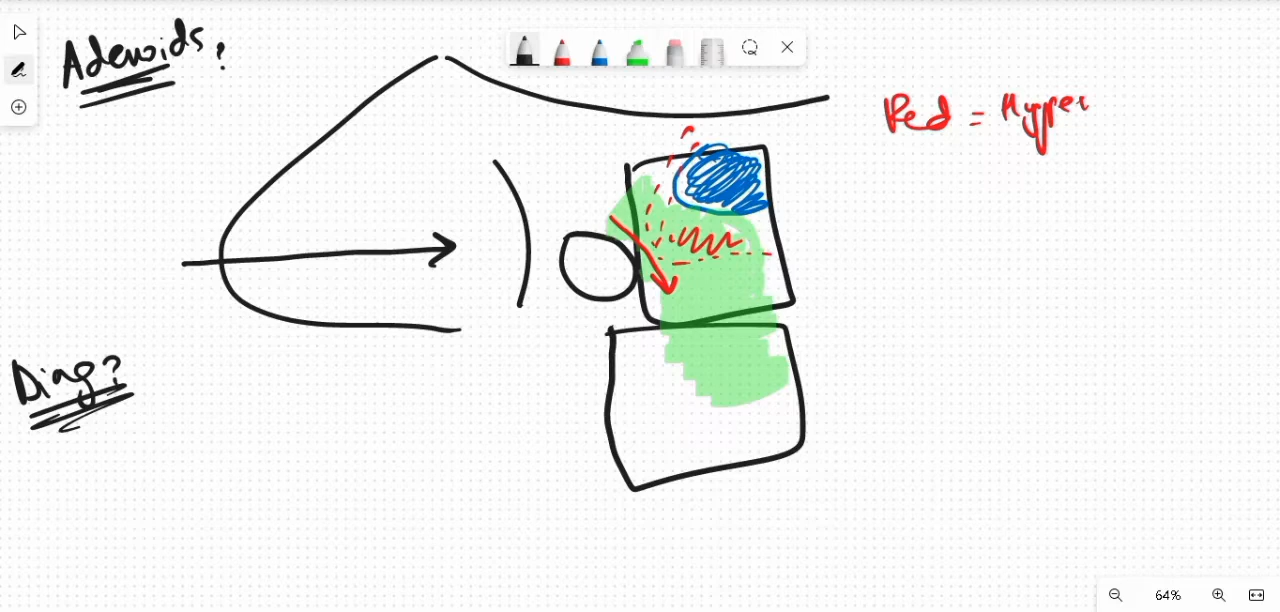 Adenoids?
Red = Hyper
Diag?
64%